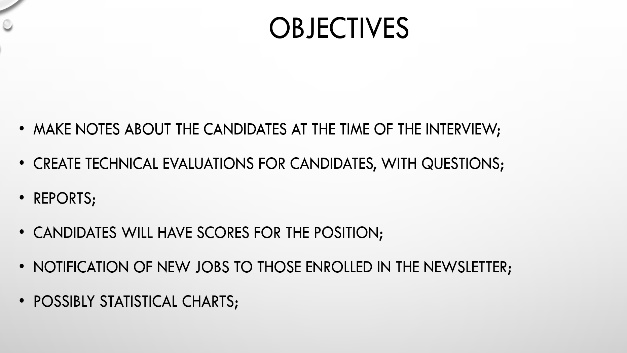 OBJECTIVES
• MAKE NOTES ABOUT THE CANDIDATES AT THE TIME OF THE INTERVIEW;
• CREATE TECHNICAL EVALUATIONS FOR CANDIDATES, WITH QUESTIONS;
• REPORTS;
• CANDIDATES WILL HAVE SCORES FOR THE POSITION;
• NOTIFICATION OF NEW JOBS TO THOSE ENROLLED IN THE NEWSLETTER;
• POSSIBLY STATISTICAL CHARTS;